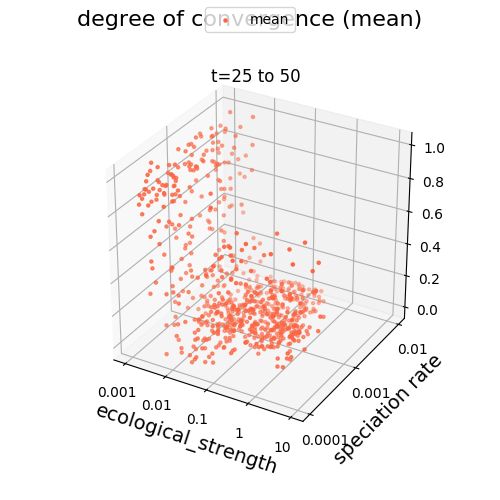 degree of convergence (mean)
mean
t=25 to 50
1.0
0.8
0.6
0.4
0.2
0.0
0.01
0.001
0.0001
speciation rate
0.001
0.01
0.1
1
10
ecological_strength